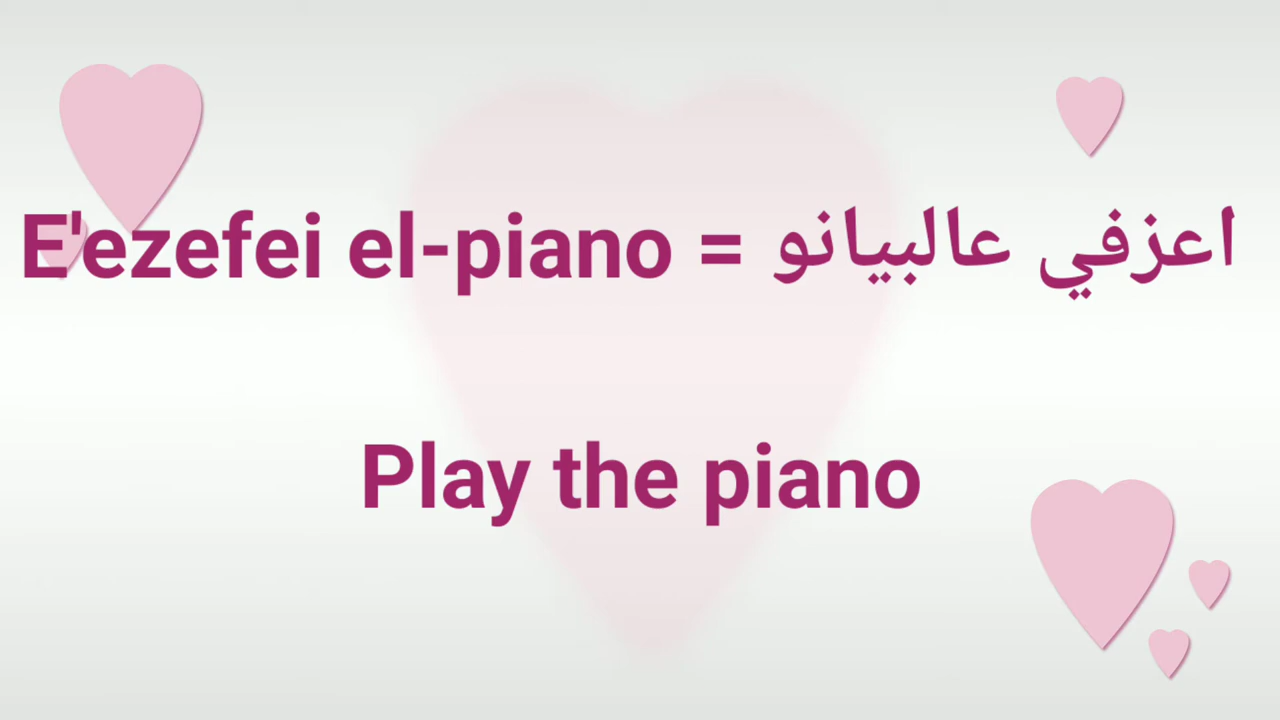 E'ezefei el-piano = اعزفي عالبيانو
Play the piano